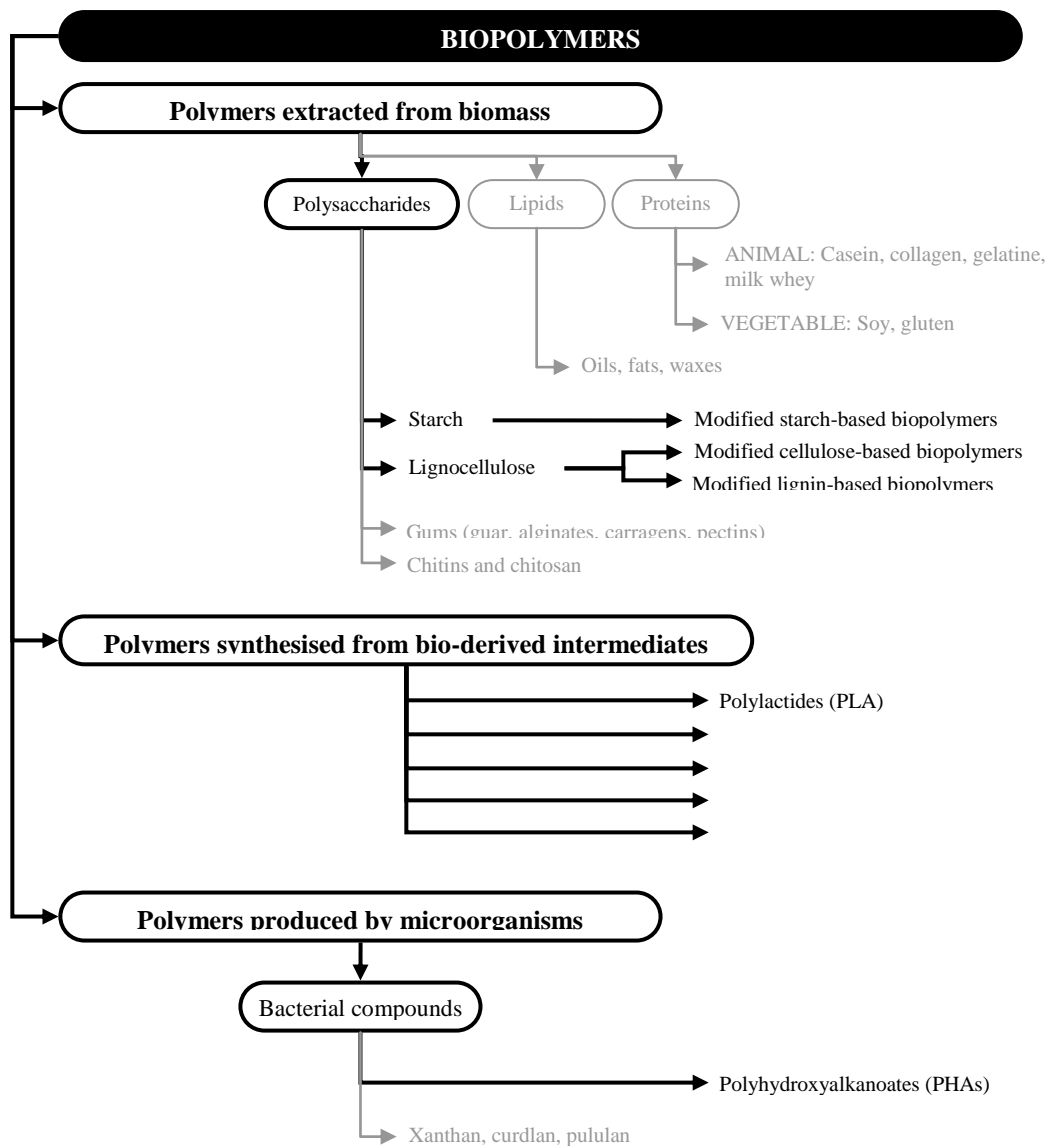 BIOPOLYMERS
Polymers extracted from biomass
Polysaccharides
Lipids
Proteins
ANIMAL: Casein, collagen, gelatine,
milk whey
VEGETABLE: Soy, gluten
Oils, fats, waxes
Starch
Modified starch-based biopolymers
Lignocellulose
Modified cellulose-based biopolymers
Modified lignin-based biopolymers
Gums (guar, alginates, carragens, pectins)
Chitins and chitosan
Polymers synthesised from bio-derived intermediates
Polylactides (PLA)
Polymers produced by microorganisms
Bacterial compounds
Polyhydroxyalkanoates (PHAs)
Xanthan, curdlan, pululan